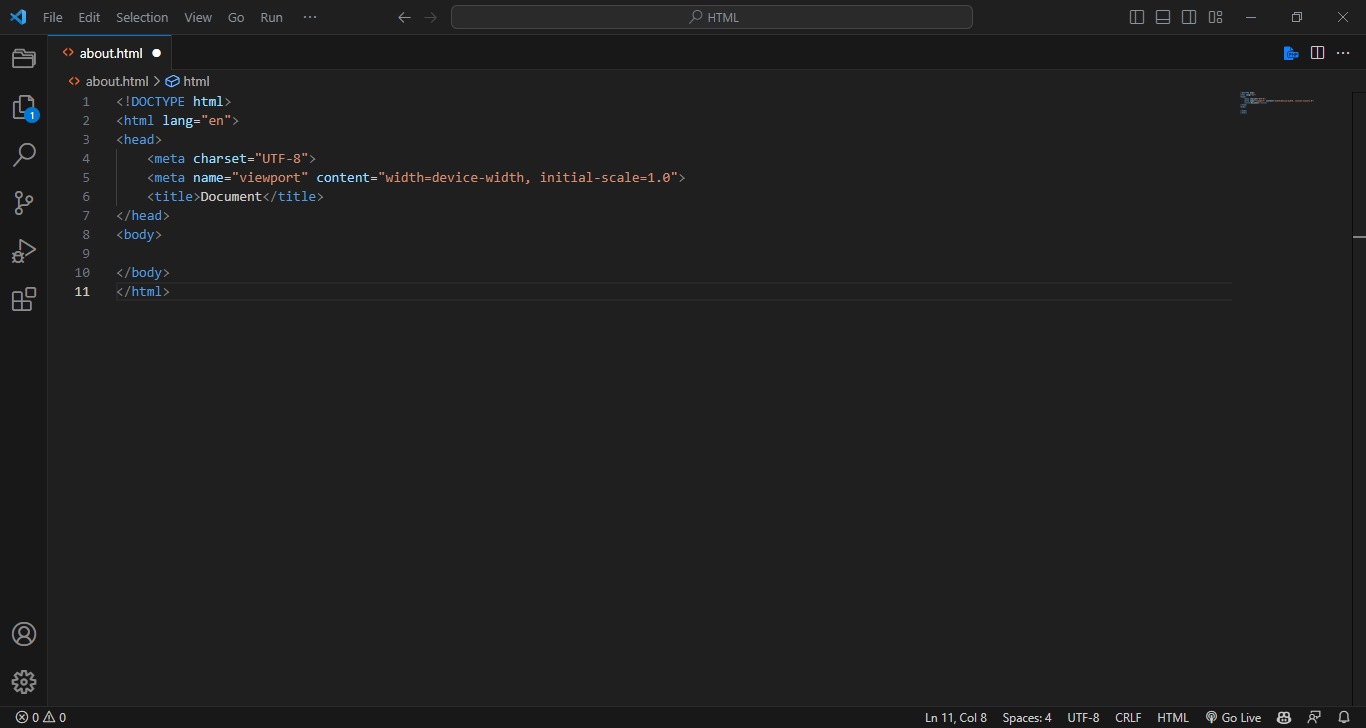 File Edit Selection View Go Run ···
HTML
about.html
about.html > html
1 <!DOCTYPE html>
2 <html lang="en">
3 <head>
4 <meta charset="UTF-8">
5 <meta name="viewport" content="width=device-width, initial-scale=1.0">
6 <title>Document</title>
7 </head>
8 <body>
9
10 </body>
11 </html>
1
0 0
Ln 11, Col 8 Spaces: 4 UTF-8 CRLF HTML Go Live